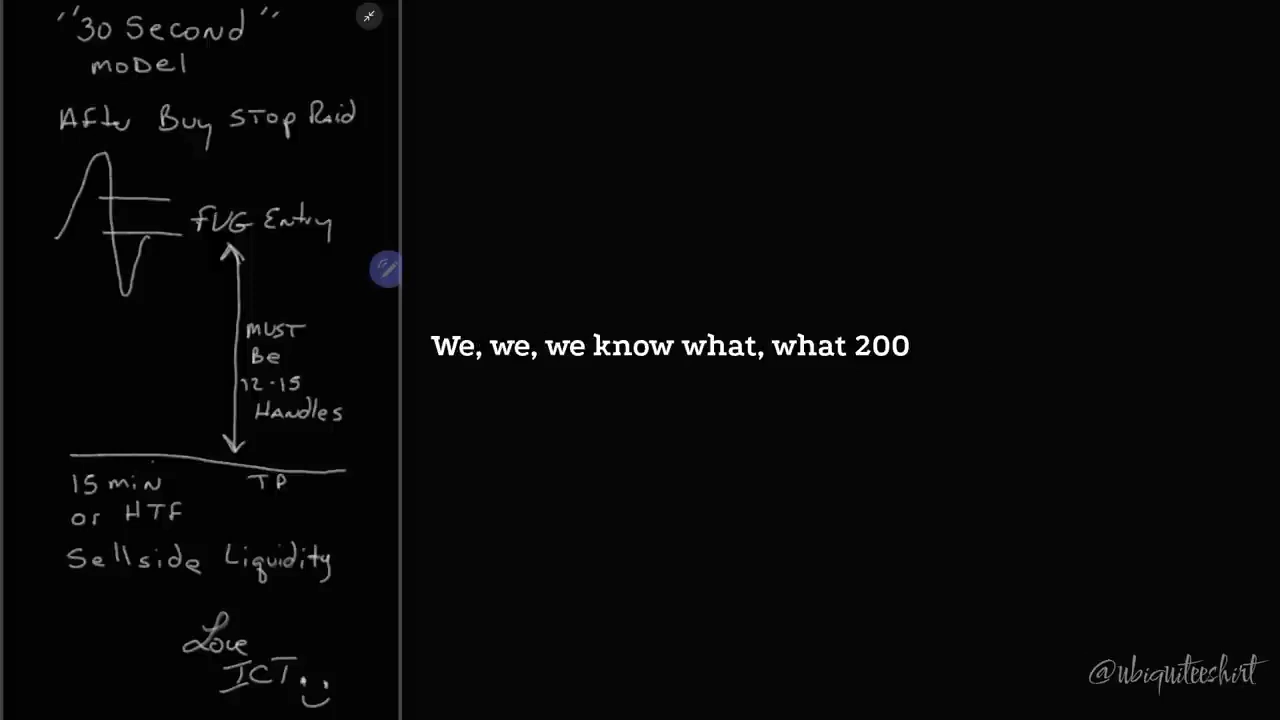 "30 Second"
model
After Buy Stop Raid
FVG Entry
MUST
Be
12-15
HANdles
15 min
TP
or HTF
Sellside Liquidity
Love
ICT
We, we, we know what, what 200
@ubiquiteeshirt